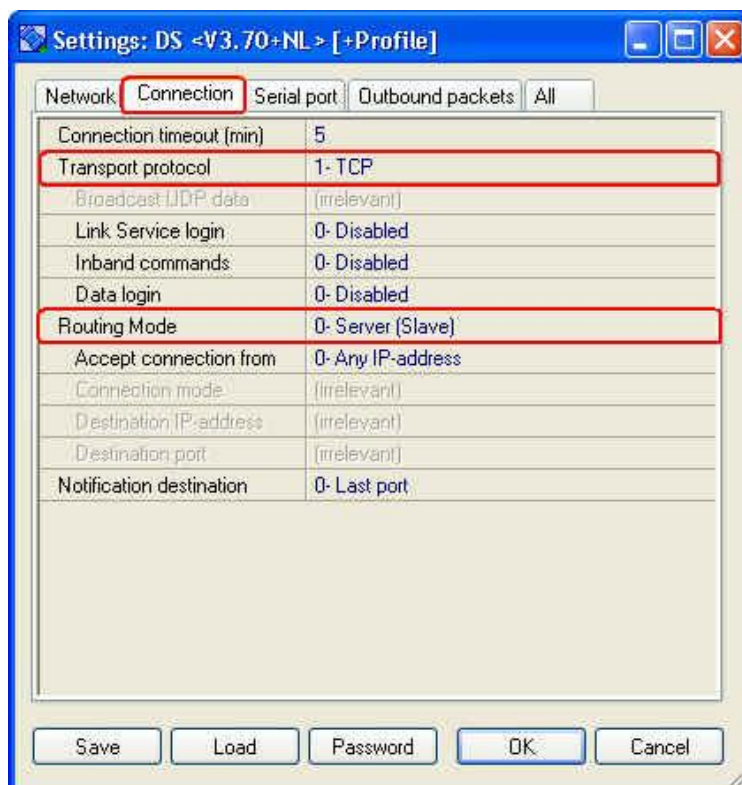 Settings: DS <V3.70+NL> [+Profile]
Network Connection Serial port Outbound packets All
Connection timeout (min) 5
Transport protocol 1- TCP
Broadcast UDP data (irrelevant)
Link Service login 0- Disabled
Inband commands 0- Disabled
Data login 0- Disabled
Routing Mode 0- Server (Slave)
Accept connection from 0- Any IP-address
Connection mode (irrelevant)
Destination IP-address (irrelevant)
Destination port (irrelevant)
Notification destination 0- Last port
Save Load Password OK Cancel